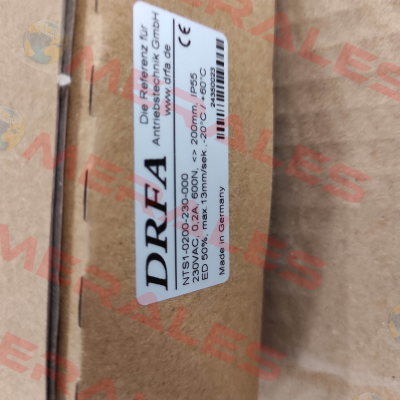 Die Referenz für
Antriebstechnik GmbH
www.drfa.de
DRFA
NTS1-0200-230-000
230VAC, 0.2A, 600N, <> 200mm, IP55
ED 50%, max.13mm/sek. -20°C / +60°C
Made in Germany
24350023
MERALES
MERALES
MERALES